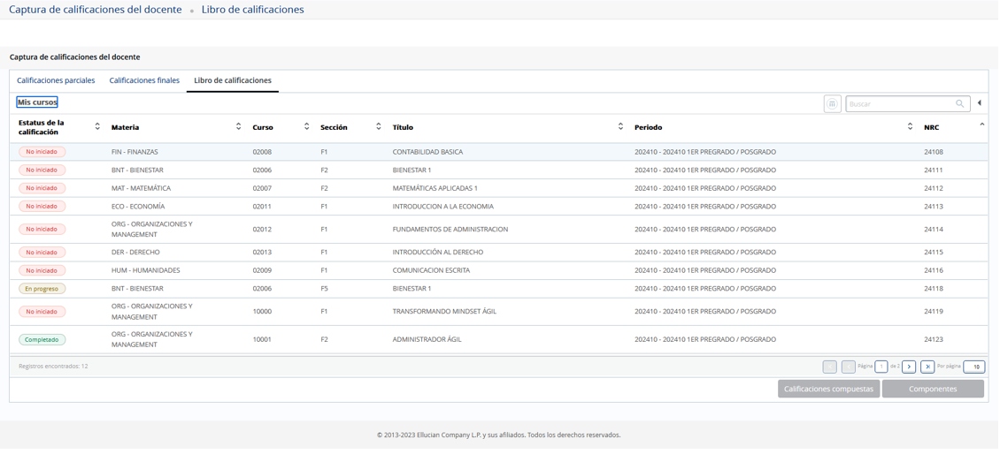 Captura de calificaciones del docente • Libro de calificaciones
Captura de calificaciones del docente
Calificaciones parciales Calificaciones finales Libro de calificaciones
Mis cursos Buscar
Estatus de la calificación Materia Curso Sección Título Periodo NRC
No iniciado FIN - FINANZAS 02008 F1 CONTABILIDAD BASICA 202410 - 202410 1ER PREGRADO / POSGRADO 24108
No iniciado BNT - BIENESTAR 02006 F2 BIENESTAR 1 202410 - 202410 1ER PREGRADO / POSGRADO 24111
No iniciado MAT - MATEMÁTICA 02007 F2 MATEMÁTICAS APLICADAS 1 202410 - 202410 1ER PREGRADO / POSGRADO 24112
No iniciado ECO - ECONOMÍA 02011 F1 INTRODUCCION A LA ECONOMIA 202410 - 202410 1ER PREGRADO / POSGRADO 24113
No iniciado ORG - ORGANIZACIONES Y MANAGEMENT 02012 F1 FUNDAMENTOS DE ADMINISTRACION 202410 - 202410 1ER PREGRADO / POSGRADO 24114
No iniciado DER - DERECHO 02013 F1 INTRODUCCIÓN AL DERECHO 202410 - 202410 1ER PREGRADO / POSGRADO 24115
No iniciado HUM - HUMANIDADES 02009 F1 COMUNICACION ESCRITA 202410 - 202410 1ER PREGRADO / POSGRADO 24116
En progreso BNT - BIENESTAR 02006 F5 BIENESTAR 1 202410 - 202410 1ER PREGRADO / POSGRADO 24118
No iniciado ORG - ORGANIZACIONES Y MANAGEMENT 10000 F1 TRANSFORMANDO MINDSET ÁGIL 202410 - 202410 1ER PREGRADO / POSGRADO 24119
Completado ORG - ORGANIZACIONES Y MANAGEMENT 10001 F2 ADMINISTRADOR ÁGIL 202410 - 202410 1ER PREGRADO / POSGRADO 24123
Registros encontrados: 12 Página 1 de 2 Por página 10
Calificaciones compuestas Componentes
© 2013-2023 Ellucian Company L.P. y sus afiliados. Todos los derechos reservados.